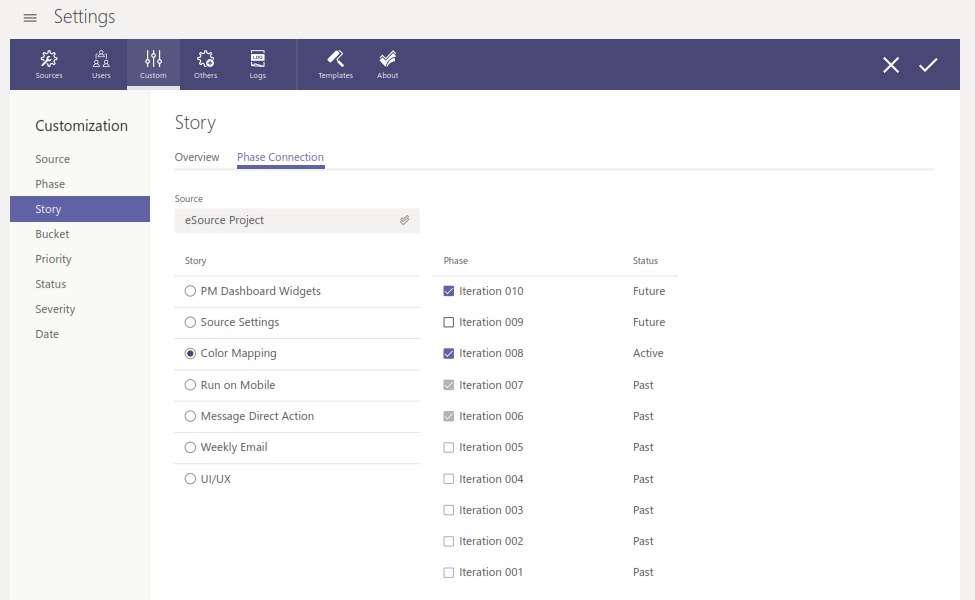 Settings
Sources Users Custom Others LOG Logs Templates About
Customization
Source
Phase
Story
Bucket
Priority
Status
Severity
Date
Story
Overview Phase Connection
Source
eSource Project
Story
PM Dashboard Widgets
Source Settings
Color Mapping
Run on Mobile
Message Direct Action
Weekly Email
UI/UX
Phase Status
Iteration 010 Future
Iteration 009 Future
Iteration 008 Active
Iteration 007 Past
Iteration 006 Past
Iteration 005 Past
Iteration 004 Past
Iteration 003 Past
Iteration 002 Past
Iteration 001 Past